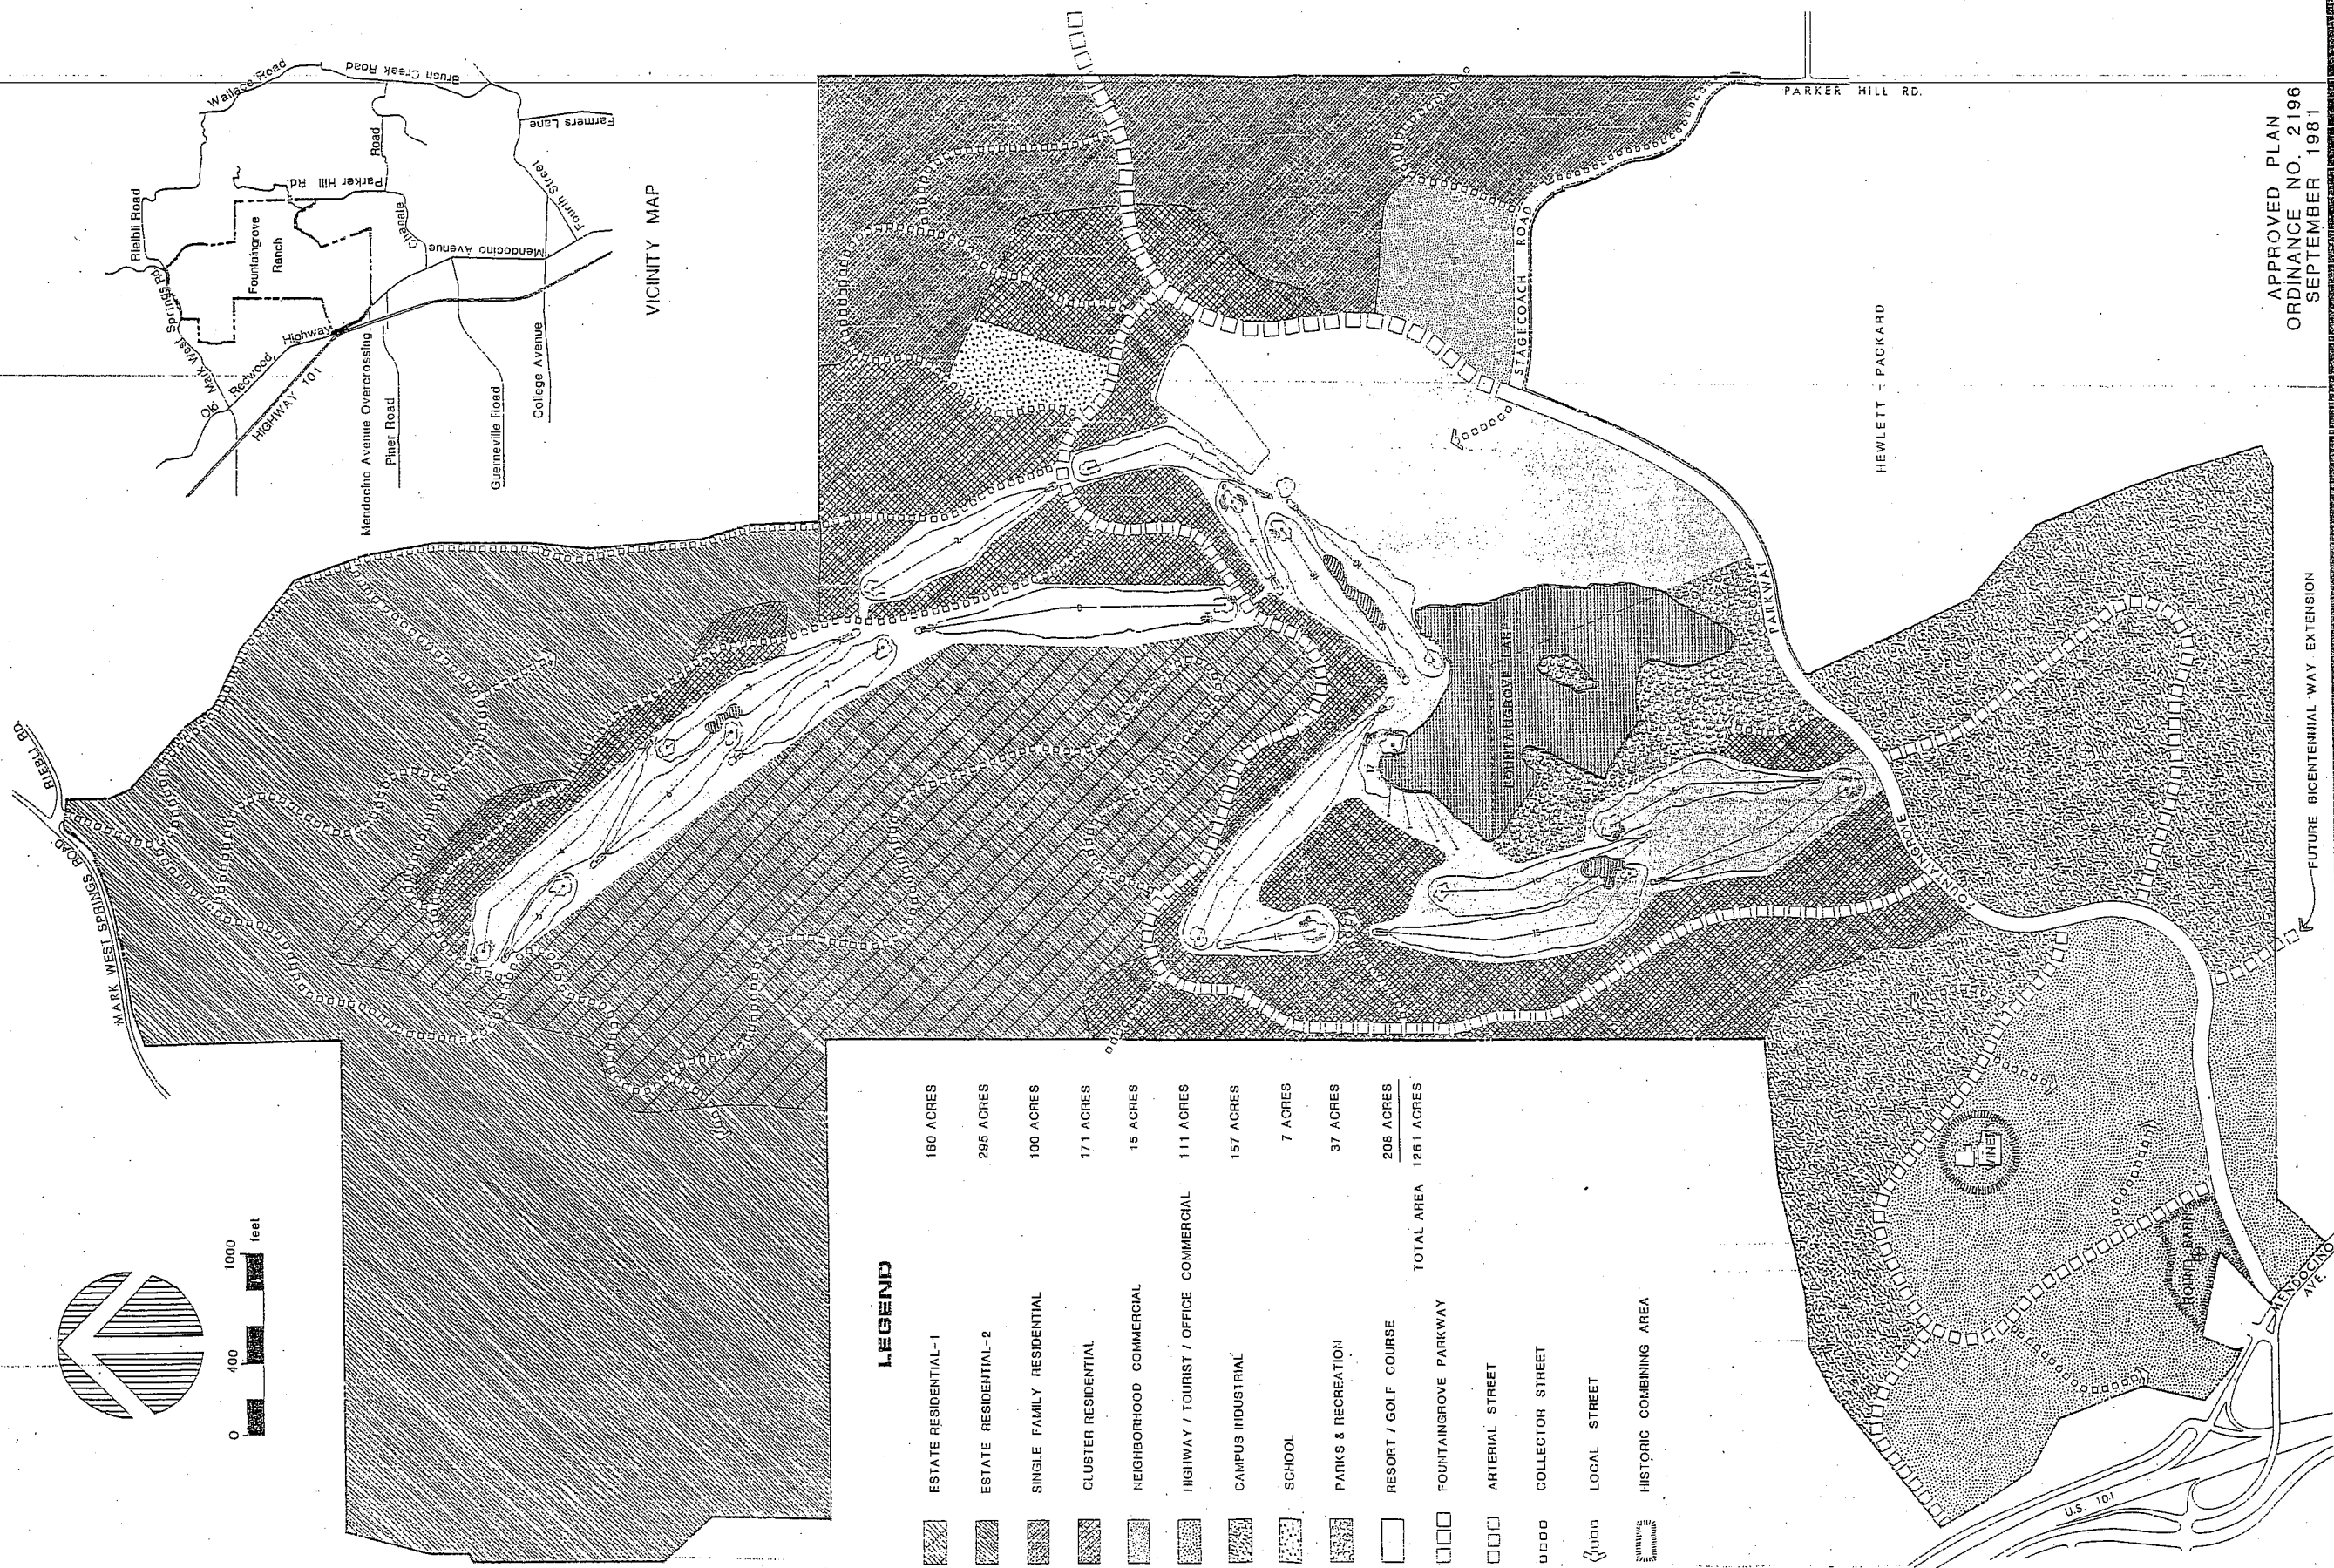 Wallace Road
Brush Creek Road
Riebli Road
Road
Farmers Lane
Parker Hill Rd.
Fountaingrove
Ranch
Chanate
Fourth Street
Mark West Springs Rd.
Mendocino Avenue
Old Redwood Highway
HIGHWAY 101
Mendocino Avenue Overcrossing
Piner Road
Guerneville Road
College Avenue
VICINITY MAP
PARKER HILL RD.
APPROVED PLAN
ORDINANCE NO. 2196
SEPTEMBER 1981
STAGECOACH ROAD
HEWLETT - PACKARD
RIEBLI RD.
MARK WEST SPRINGS ROAD
FOUNTAINGROVE LAKE
FOUNTAINGROVE PARKWAY
FUTURE BICENTENNIAL WAY EXTENSION
ROUND BARN
MENDOCINO
AVE.
U.S. 101
0 400 1000
feet
LEGEND
ESTATE RESIDENTIAL-1 160 ACRES
ESTATE RESIDENTIAL-2 295 ACRES
SINGLE FAMILY RESIDENTIAL 100 ACRES
CLUSTER RESIDENTIAL 171 ACRES
NEIGHBORHOOD COMMERCIAL 15 ACRES
HIGHWAY / TOURIST / OFFICE COMMERCIAL 111 ACRES
CAMPUS INDUSTRIAL 157 ACRES
SCHOOL 7 ACRES
PARKS & RECREATION 37 ACRES
RESORT / GOLF COURSE 208 ACRES
TOTAL AREA 1261 ACRES
FOUNTAINGROVE PARKWAY
ARTERIAL STREET
COLLECTOR STREET
LOCAL STREET
HISTORIC COMBINING AREA